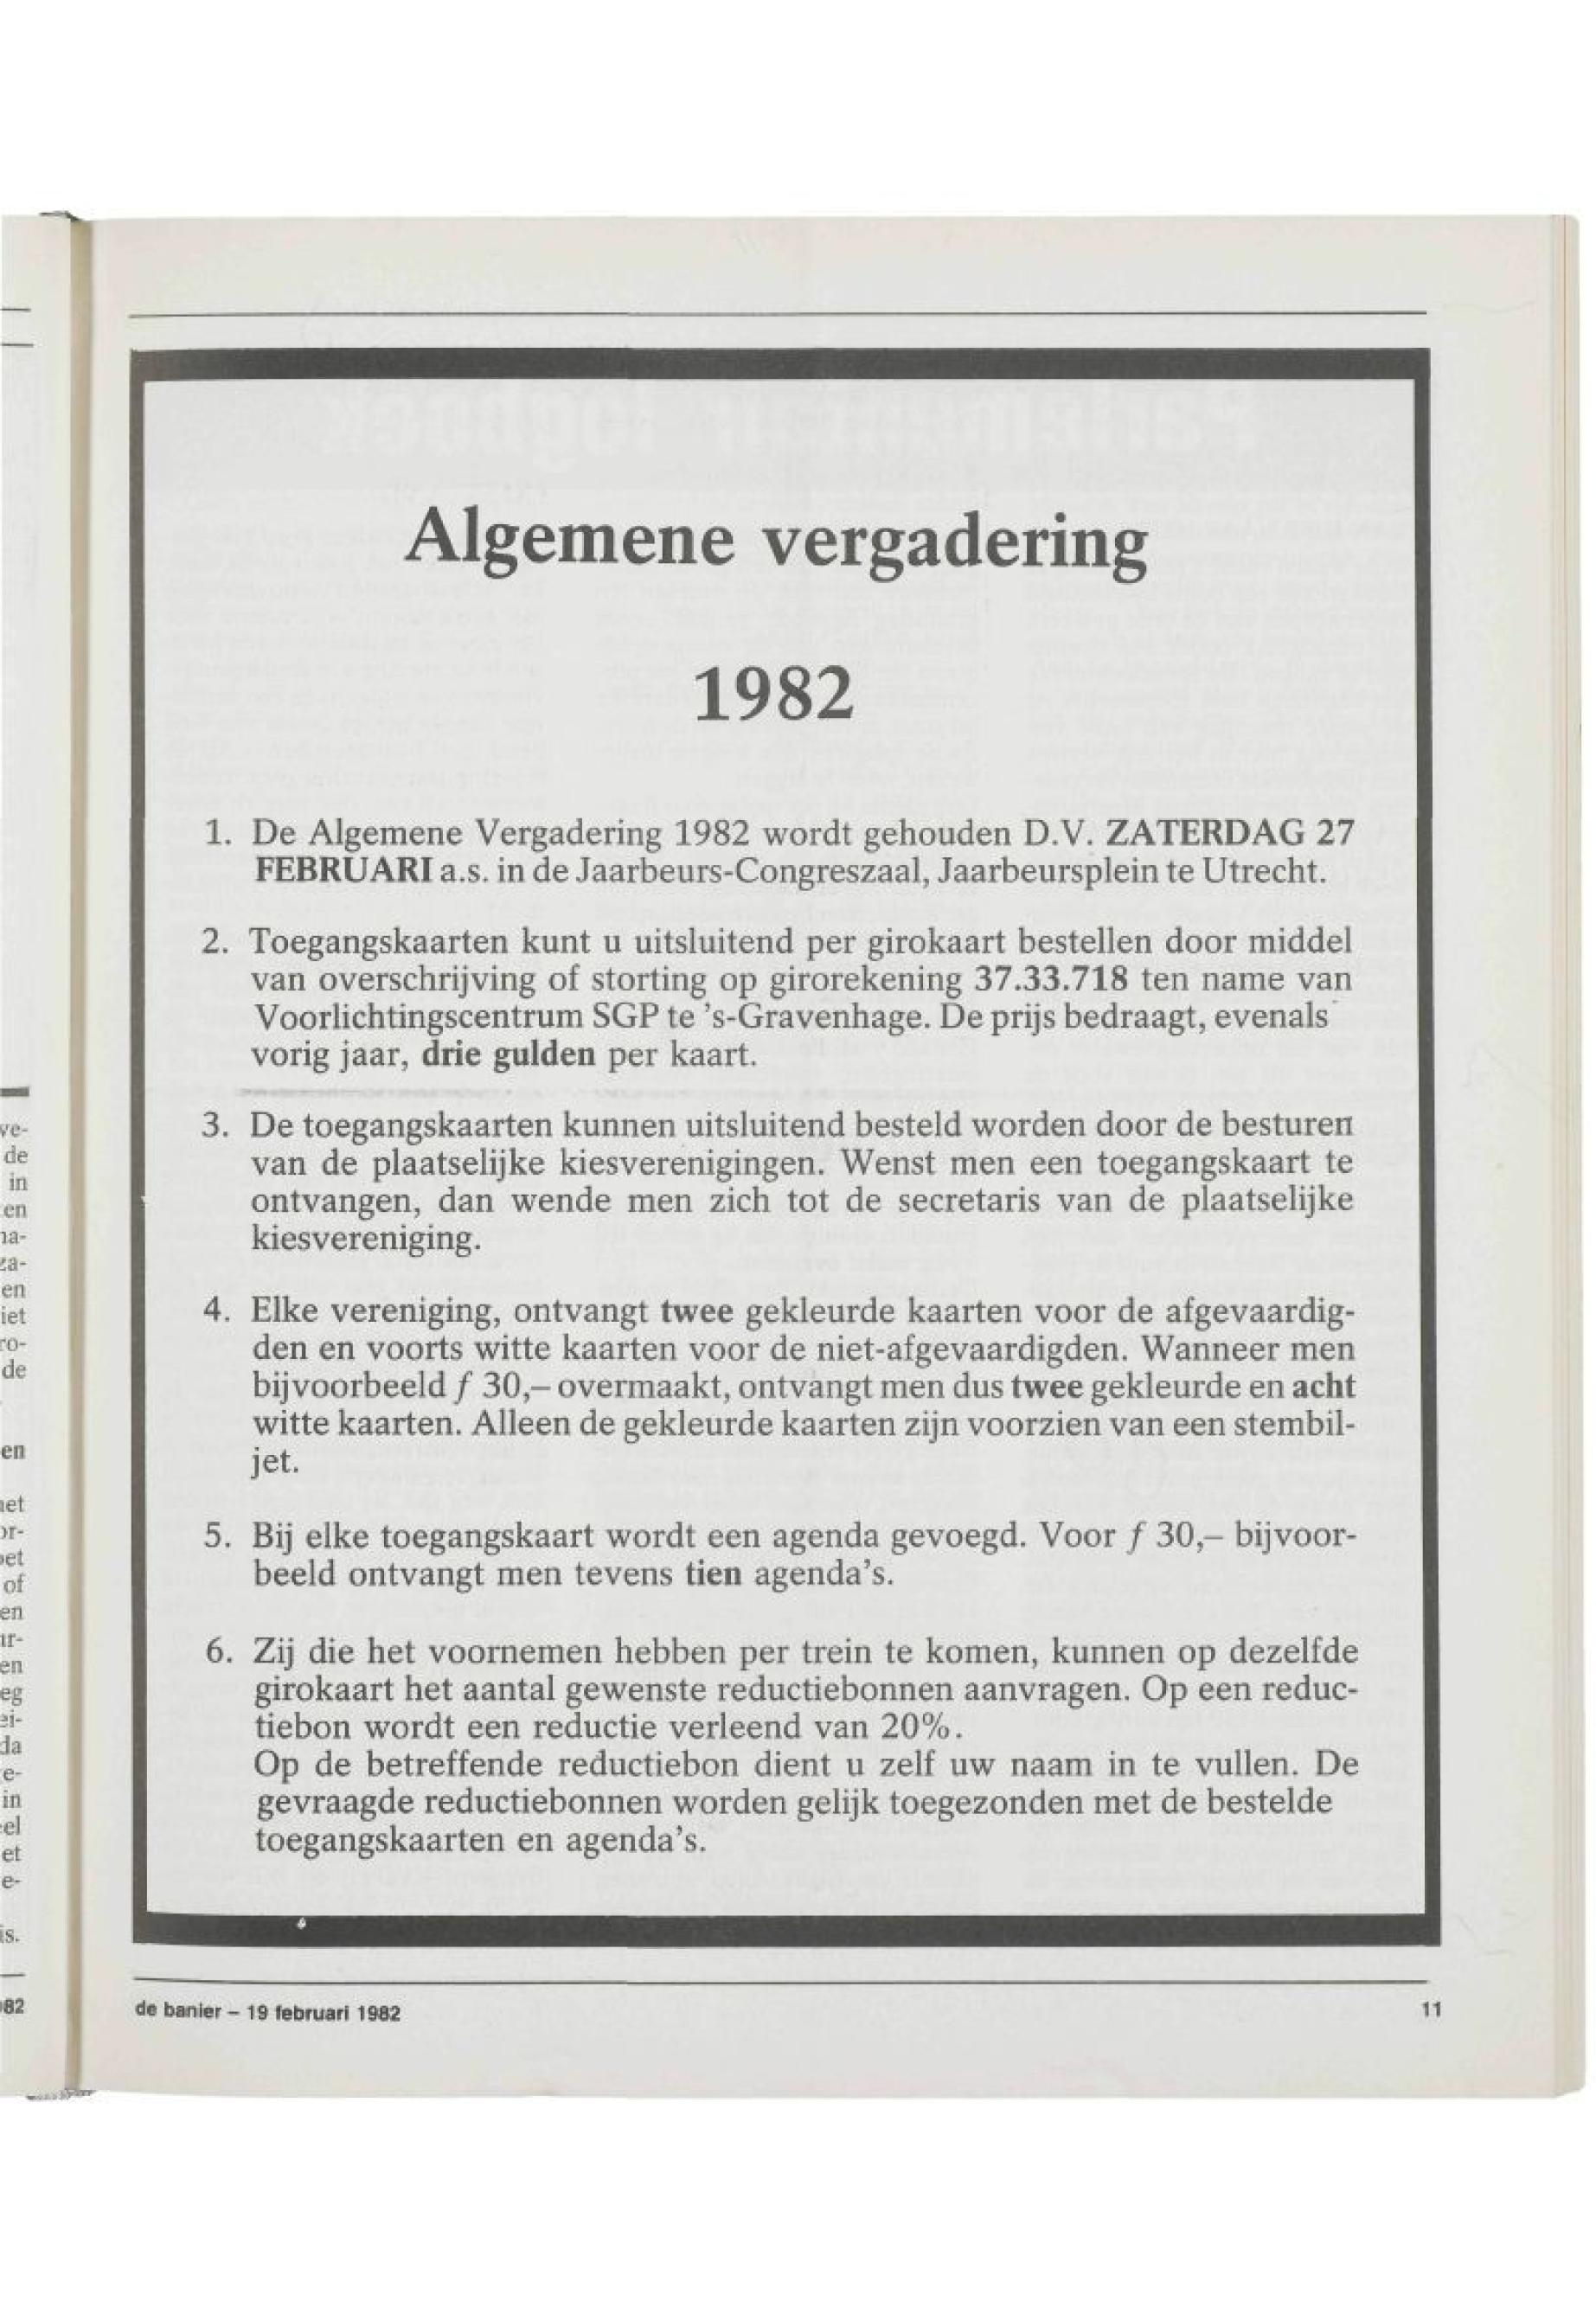 Algemene vergadering
1982
1. De Algemene Vergadering 1982 wordt gehouden D.V. ZATERDAG 27
FEBRUARI a.s. in de Jaarbeurs-Congreszaal, Jaarbeursplein te Utrecht.
2. Toegangskaarten kunt u uitsluitend per girokaart bestellen door middel
van overschrijving of storting op girorekening 37.33.718 ten name van
Voorlichtingscentrum SGP te 's-Gravenhage. De prijs bedraagt, evenals
vorig jaar, drie gulden per kaart.
3. De toegangskaarten kunnen uitsluitend besteld worden door de besturen
van de plaatselijke kiesverenigingen. Wenst men een toegangskaart te
ontvangen, dan wende men zich tot de secretaris van de plaatselijke
kiesvereniging.
4. Elke vereniging, ontvangt twee gekleurde kaarten voor de afgevaardig-
den en voorts witte kaarten voor de niet-afgevaardigden. Wanneer men
bijvoorbeeld f 30,– overmaakt, ontvangt men dus twee gekleurde en acht
witte kaarten. Alleen de gekleurde kaarten zijn voorzien van een stembil-
jet.
5. Bij elke toegangskaart wordt een agenda gevoegd. Voor f 30,– bijvoor-
beeld ontvangt men tevens tien agenda's.
6. Zij die het voornemen hebben per trein te komen, kunnen op dezelfde
girokaart het aantal gewenste reductiebonnen aanvragen. Op een reduc-
tiebon wordt een reductie verleend van 20%.
Op de betreffende reductiebon dient u zelf uw naam in te vullen. De
gevraagde reductiebonnen worden gelijk toegezonden met de bestelde
toegangskaarten en agenda's.
de banier – 19 februari 1982
11